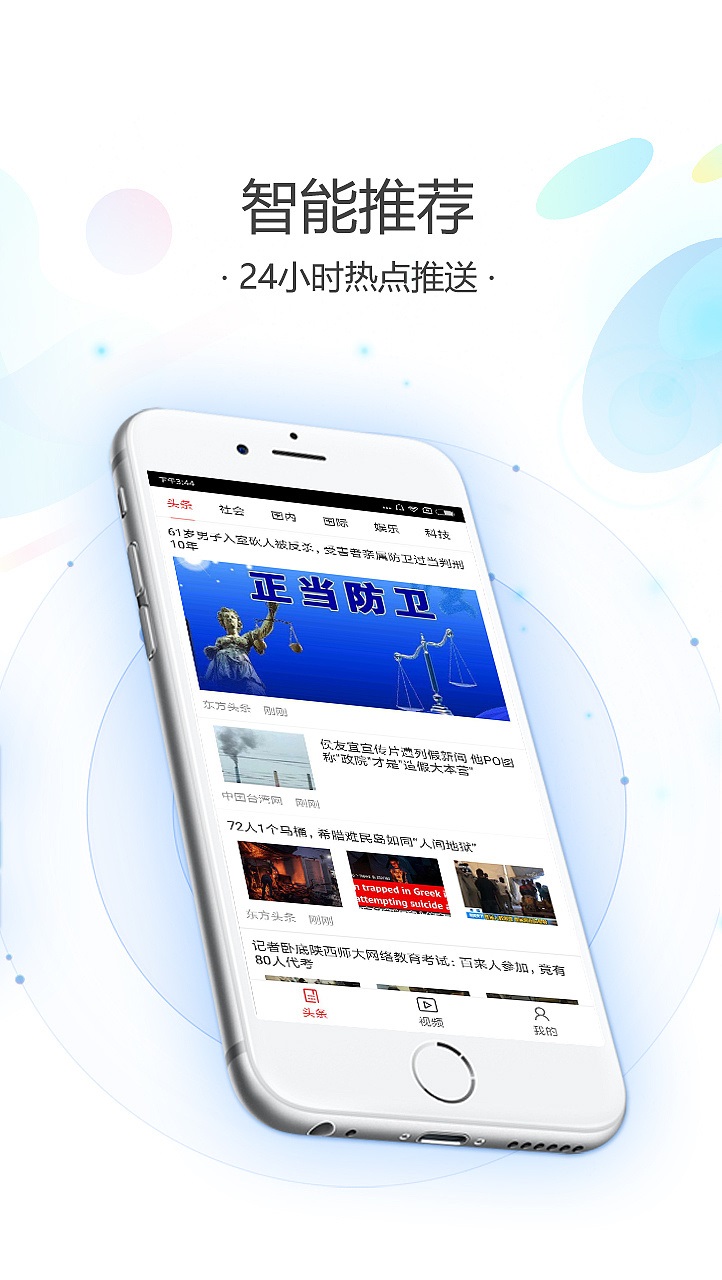 智能推荐
· 24小时热点推送 ·
下午3:44
头条 社会 国内 国际 娱乐 科技
61岁男子入室砍人被反杀，受害者亲属防卫过当判刑
10年
正当防卫
东方头条 刚刚
侯友宜宣传片遭列假新闻 他PO图
称"政院"才是"造假大本营"
中国台湾网 刚刚
72人1个马桶，希腊难民岛如同"人间地狱"
n trapped in Greek
attempting suicide
东方头条 刚刚
记者卧底陕西师大网络教育考试：百来人参加，竟有
80人代考
头条 视频 我的